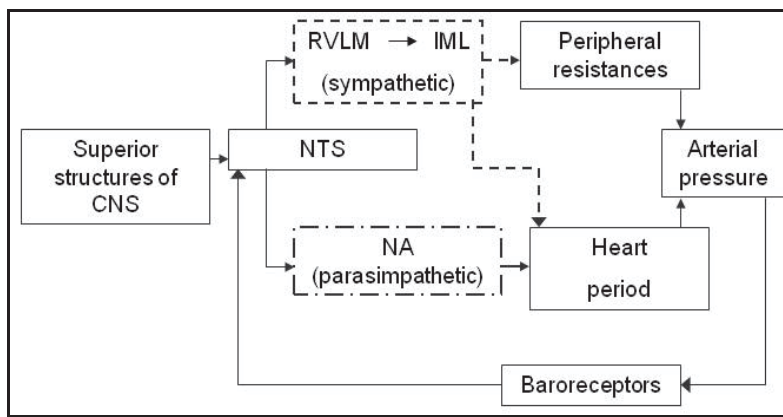 RVLM → IML
(sympathetic)
Peripheral
resistances
Superior
structures of
CNS
NTS
Arterial
pressure
NA
(parasimpathetic)
Heart
period
Baroreceptors